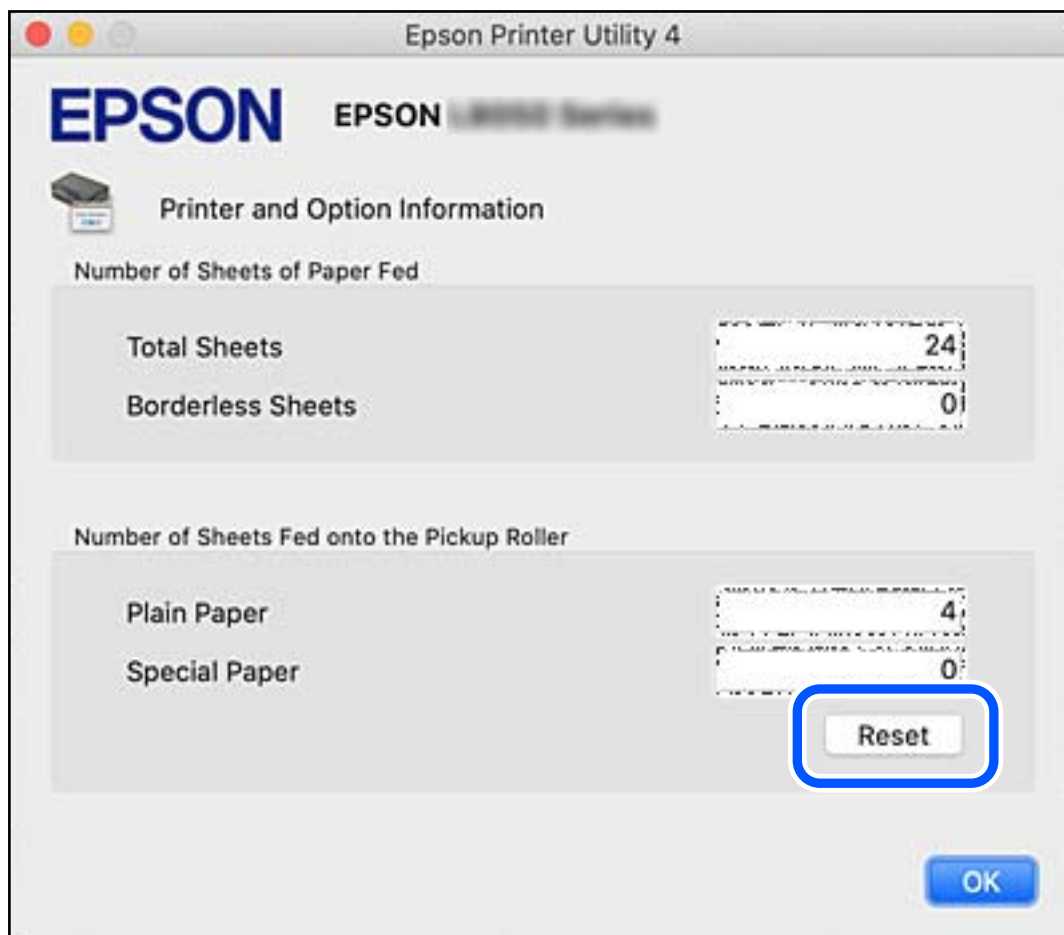 Epson Printer Utility 4
EPSON EPSON
Printer and Option Information
Number of Sheets of Paper Fed
Total Sheets 24
Borderless Sheets 0
Number of Sheets Fed onto the Pickup Roller
Plain Paper 4
Special Paper 0
Reset
OK